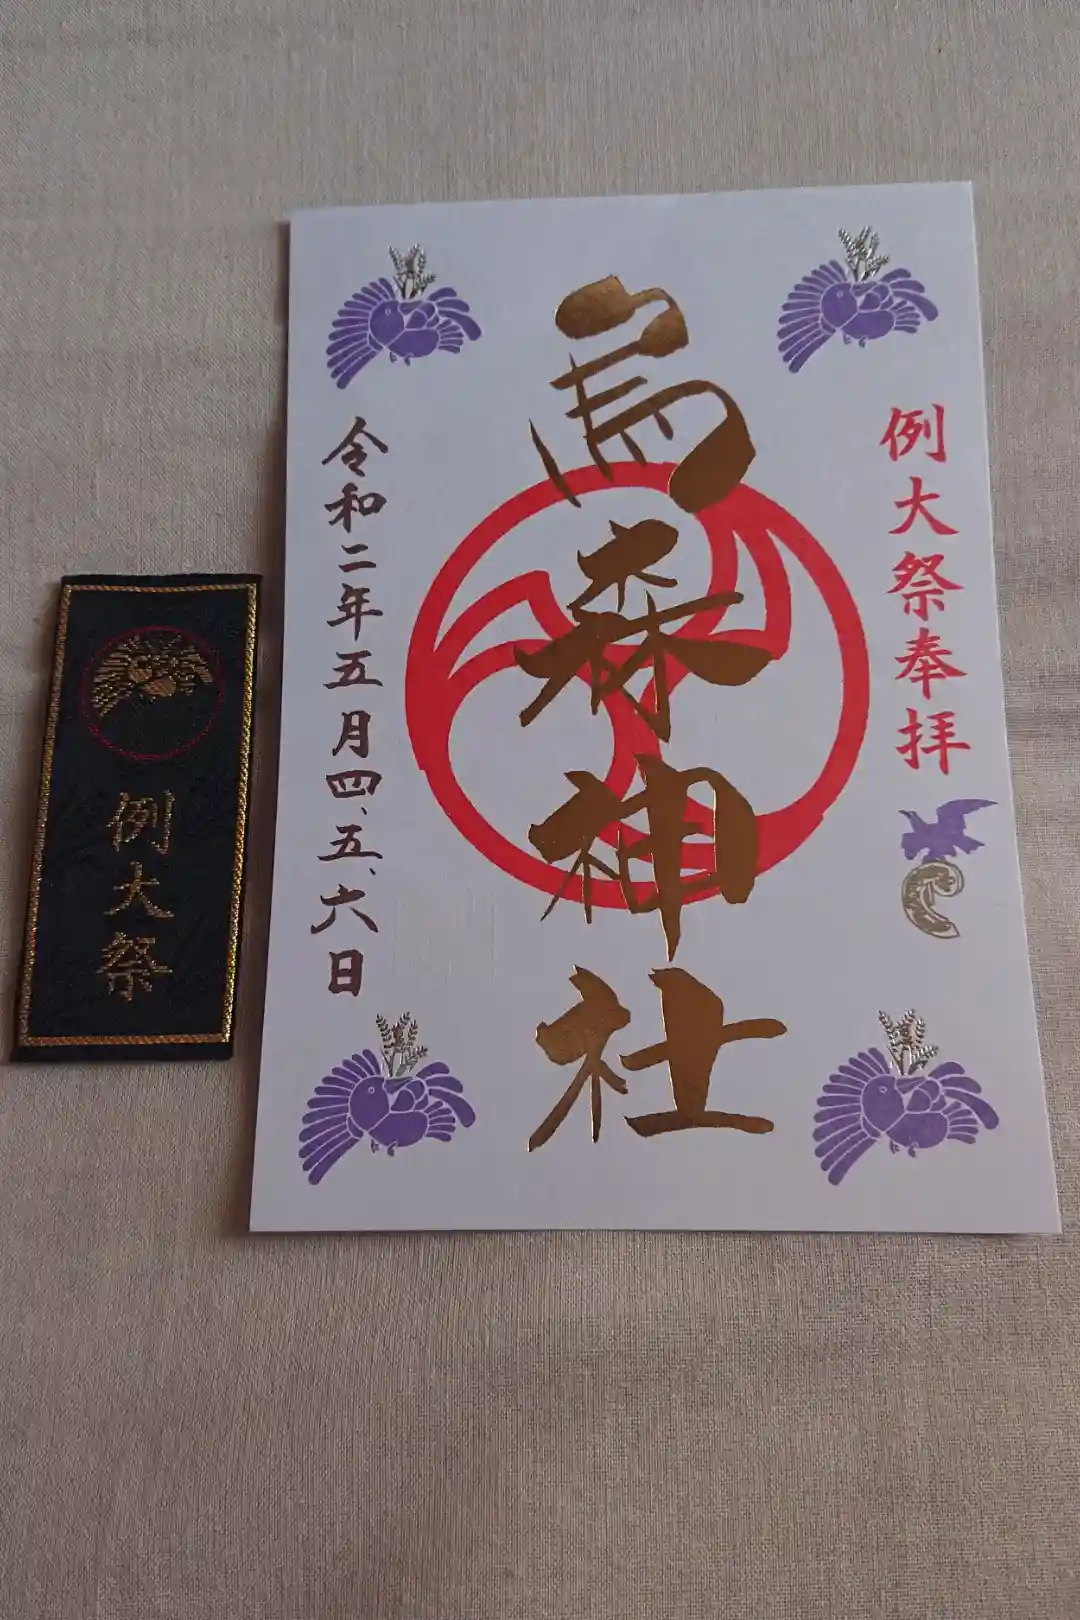 例大祭奉拝
烏森神社
令和二年五月四、五、六日
例大祭